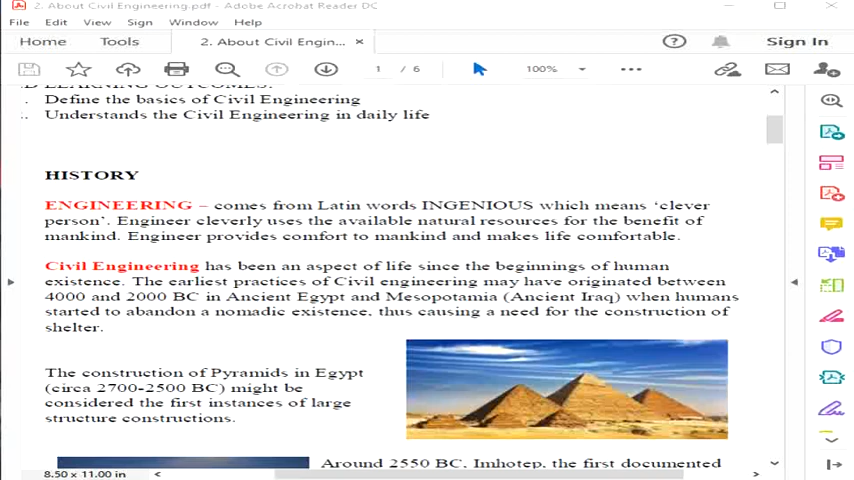 2. About Civil Engineering.pdf - Adobe Acrobat Reader DC
File Edit View Sign Window Help
Home Tools 2. About Civil Engin... × Sign In
1 / 6 100%
D LEARNING OUTCOMES:
. Define the basics of Civil Engineering
. Understands the Civil Engineering in daily life
HISTORY
ENGINEERING – comes from Latin words INGENIOUS which means ‘clever
person’. Engineer cleverly uses the available natural resources for the benefit of
mankind. Engineer provides comfort to mankind and makes life comfortable.
Civil Engineering has been an aspect of life since the beginnings of human
existence. The earliest practices of Civil engineering may have originated between
4000 and 2000 BC in Ancient Egypt and Mesopotamia (Ancient Iraq) when humans
started to abandon a nomadic existence, thus causing a need for the construction of
shelter.
The construction of Pyramids in Egypt
(circa 2700-2500 BC) might be
considered the first instances of large
structure constructions.
Around 2550 BC, Imhotep, the first documented
8.50 x 11.00 in